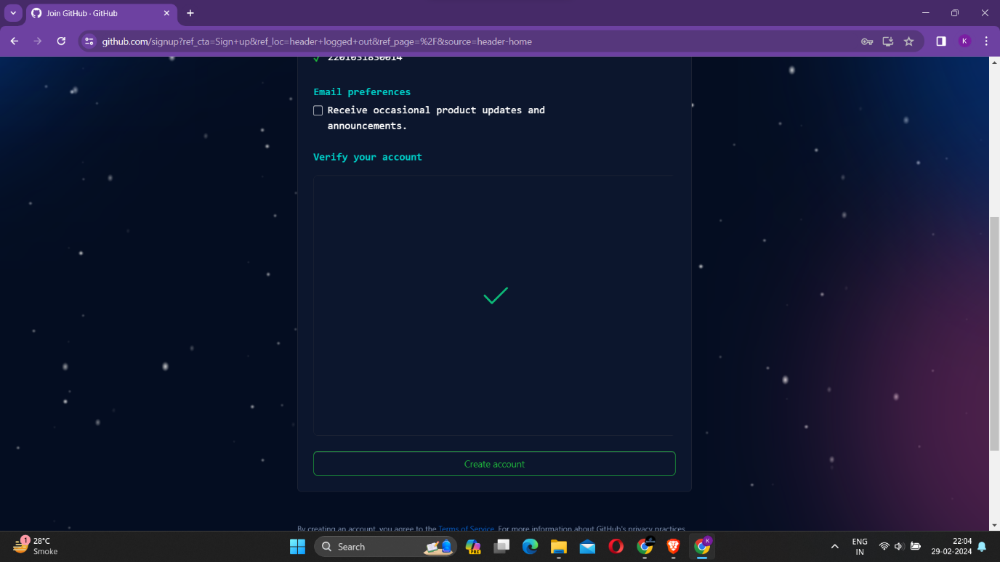 Join GitHub · GitHub
github.com/signup?ref_cta=Sign+up&ref_loc=header+logged+out&ref_page=%2F&source=header-home
K
2201031830014
Email preferences
Receive occasional product updates and
announcements.
Verify your account
Create account
By creating an account, you agree to the Terms of Service. For more information about GitHub's privacy practices,
1
28°C
Smoke
Search
PRE
K
ENG
IN
22:04
29-02-2024